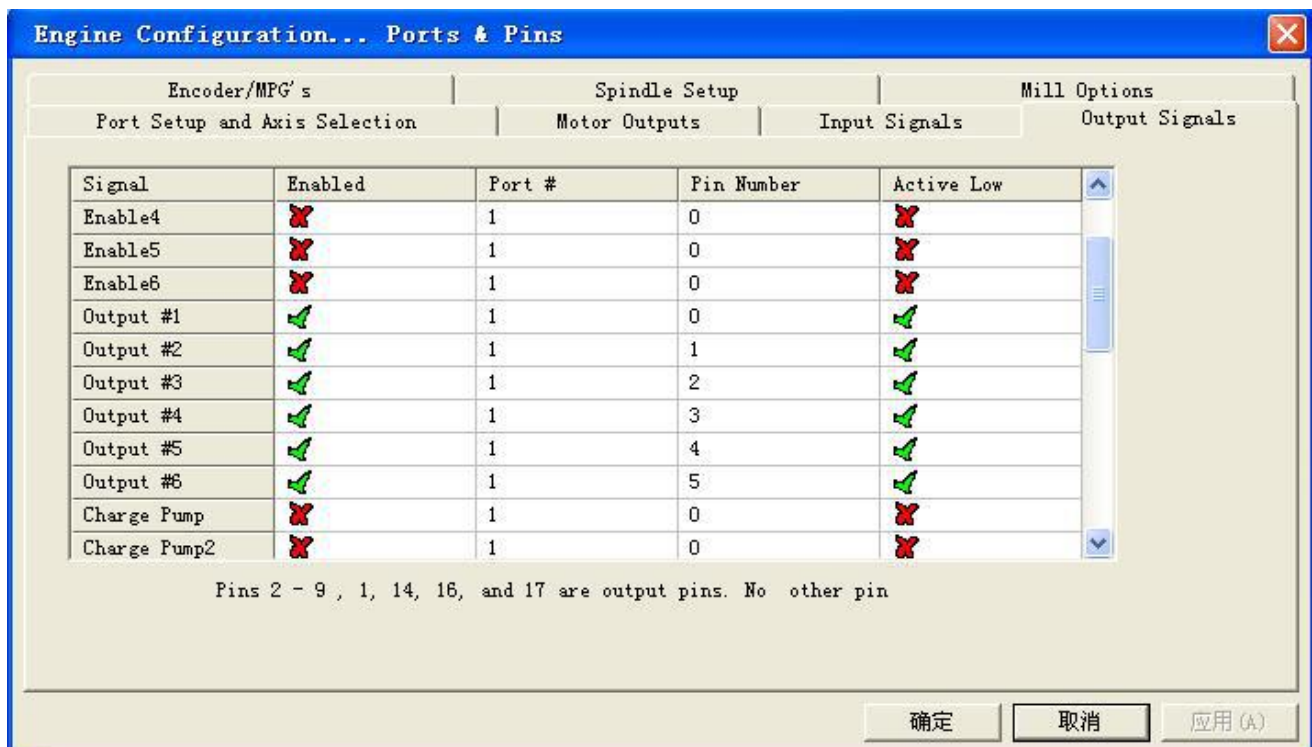 Engine Configuration... Ports & Pins
Encoder/MPG's Spindle Setup Mill Options
Port Setup and Axis Selection Motor Outputs Input Signals Output Signals
Signal Enabled Port # Pin Number Active Low
Enable4 1 0
Enable5 1 0
Enable6 1 0
Output #1 1 0
Output #2 1 1
Output #3 1 2
Output #4 1 3
Output #5 1 4
Output #6 1 5
Charge Pump 1 0
Charge Pump2 1 0
Pins 2 - 9 , 1, 14, 16, and 17 are output pins. No other pin
确定 取消 应用(A)